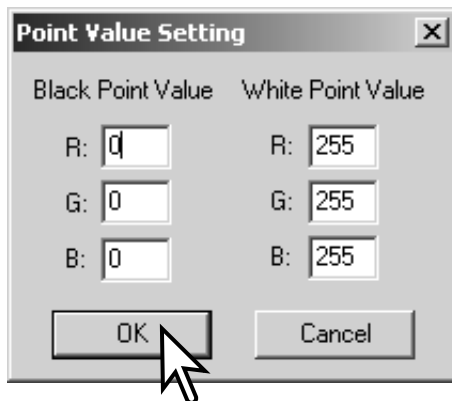 Point Value Setting
Black Point Value White Point Value
R: 0 R: 255
G: 0 G: 255
B: 0 B: 255
OK Cancel